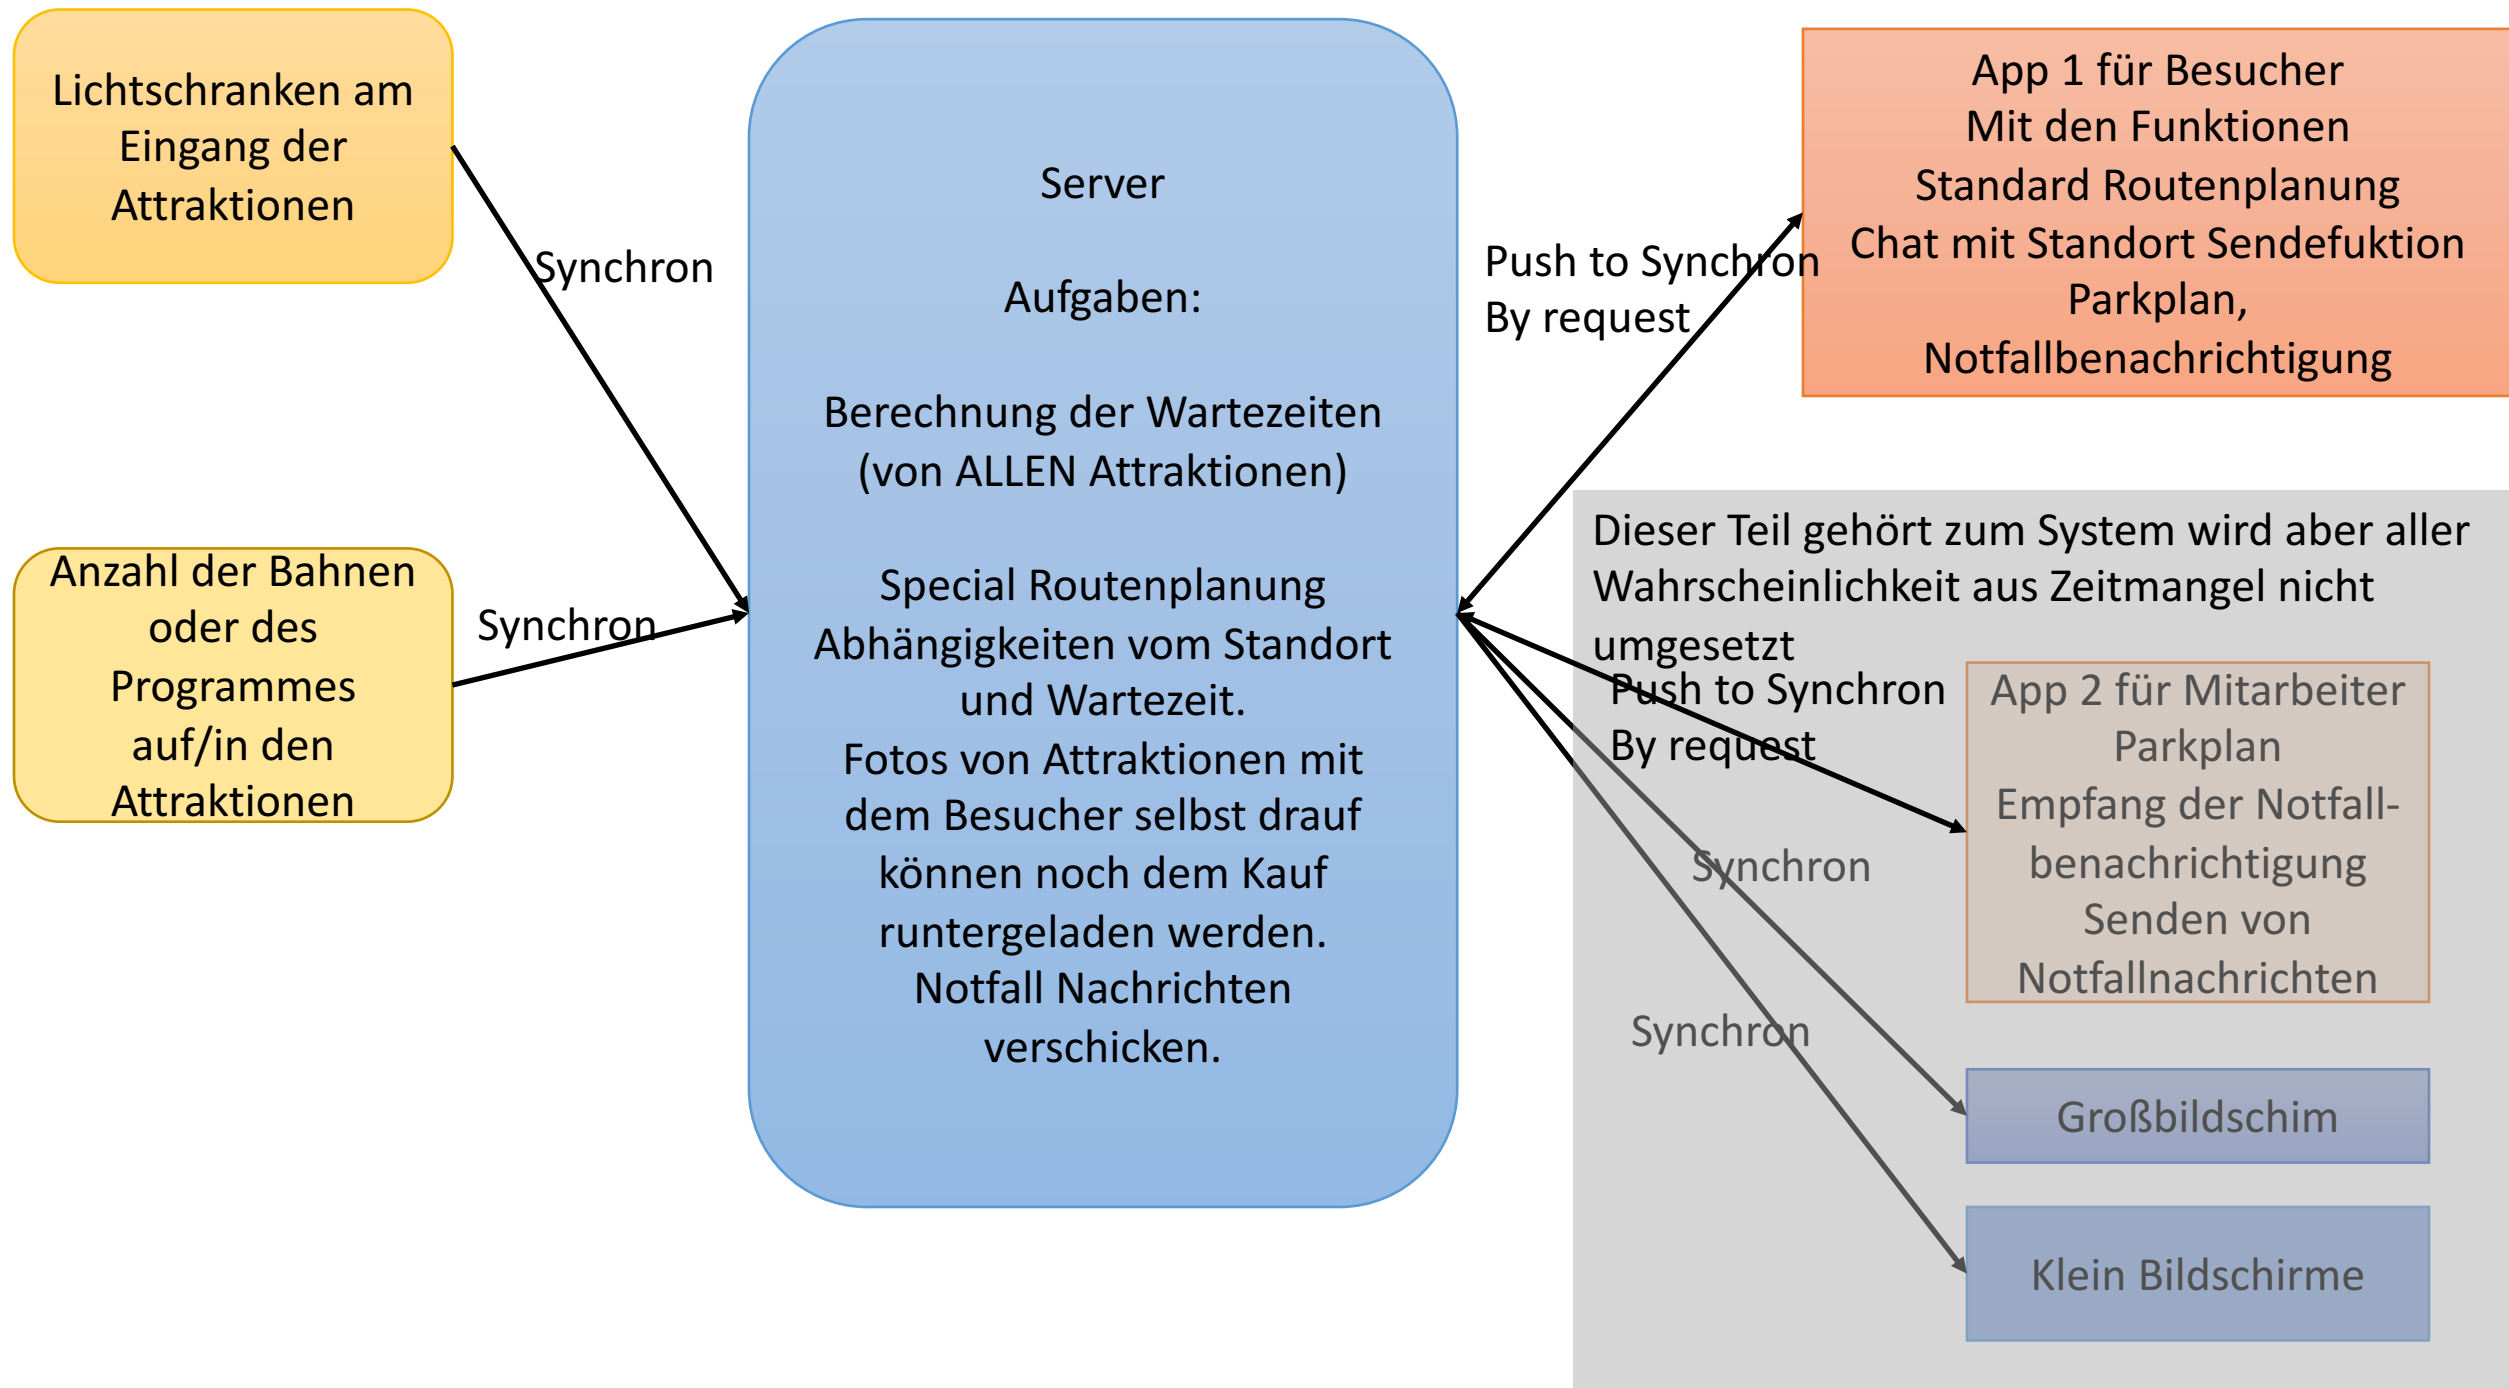 Lichtschranken am
Eingang der
Attraktionen
Synchron
Anzahl der Bahnen
oder des
Programmes
auf/in den
Attraktionen
Synchron
Server
Aufgaben:
Berechnung der Wartezeiten
(von ALLEN Attraktionen)
Special Routenplanung
Abhängigkeiten vom Standort
und Wartezeit.
Fotos von Attraktionen mit
dem Besucher selbst drauf
können noch dem Kauf
runtergeladen werden.
Notfall Nachrichten
verschicken.
Push to Synchron
By request
App 1 für Besucher
Mit den Funktionen
Standard Routenplanung
Chat mit Standort Sendefuktion
Parkplan,
Notfallbenachrichtigung
Dieser Teil gehört zum System wird aber aller
Wahrscheinlichkeit aus Zeitmangel nicht
umgesetzt
Push to Synchron
By request
App 2 für Mitarbeiter
Parkplan
Empfang der Notfall-
benachrichtigung
Senden von
Notfallnachrichten
Synchron
Synchron
Großbildschim
Klein Bildschirme